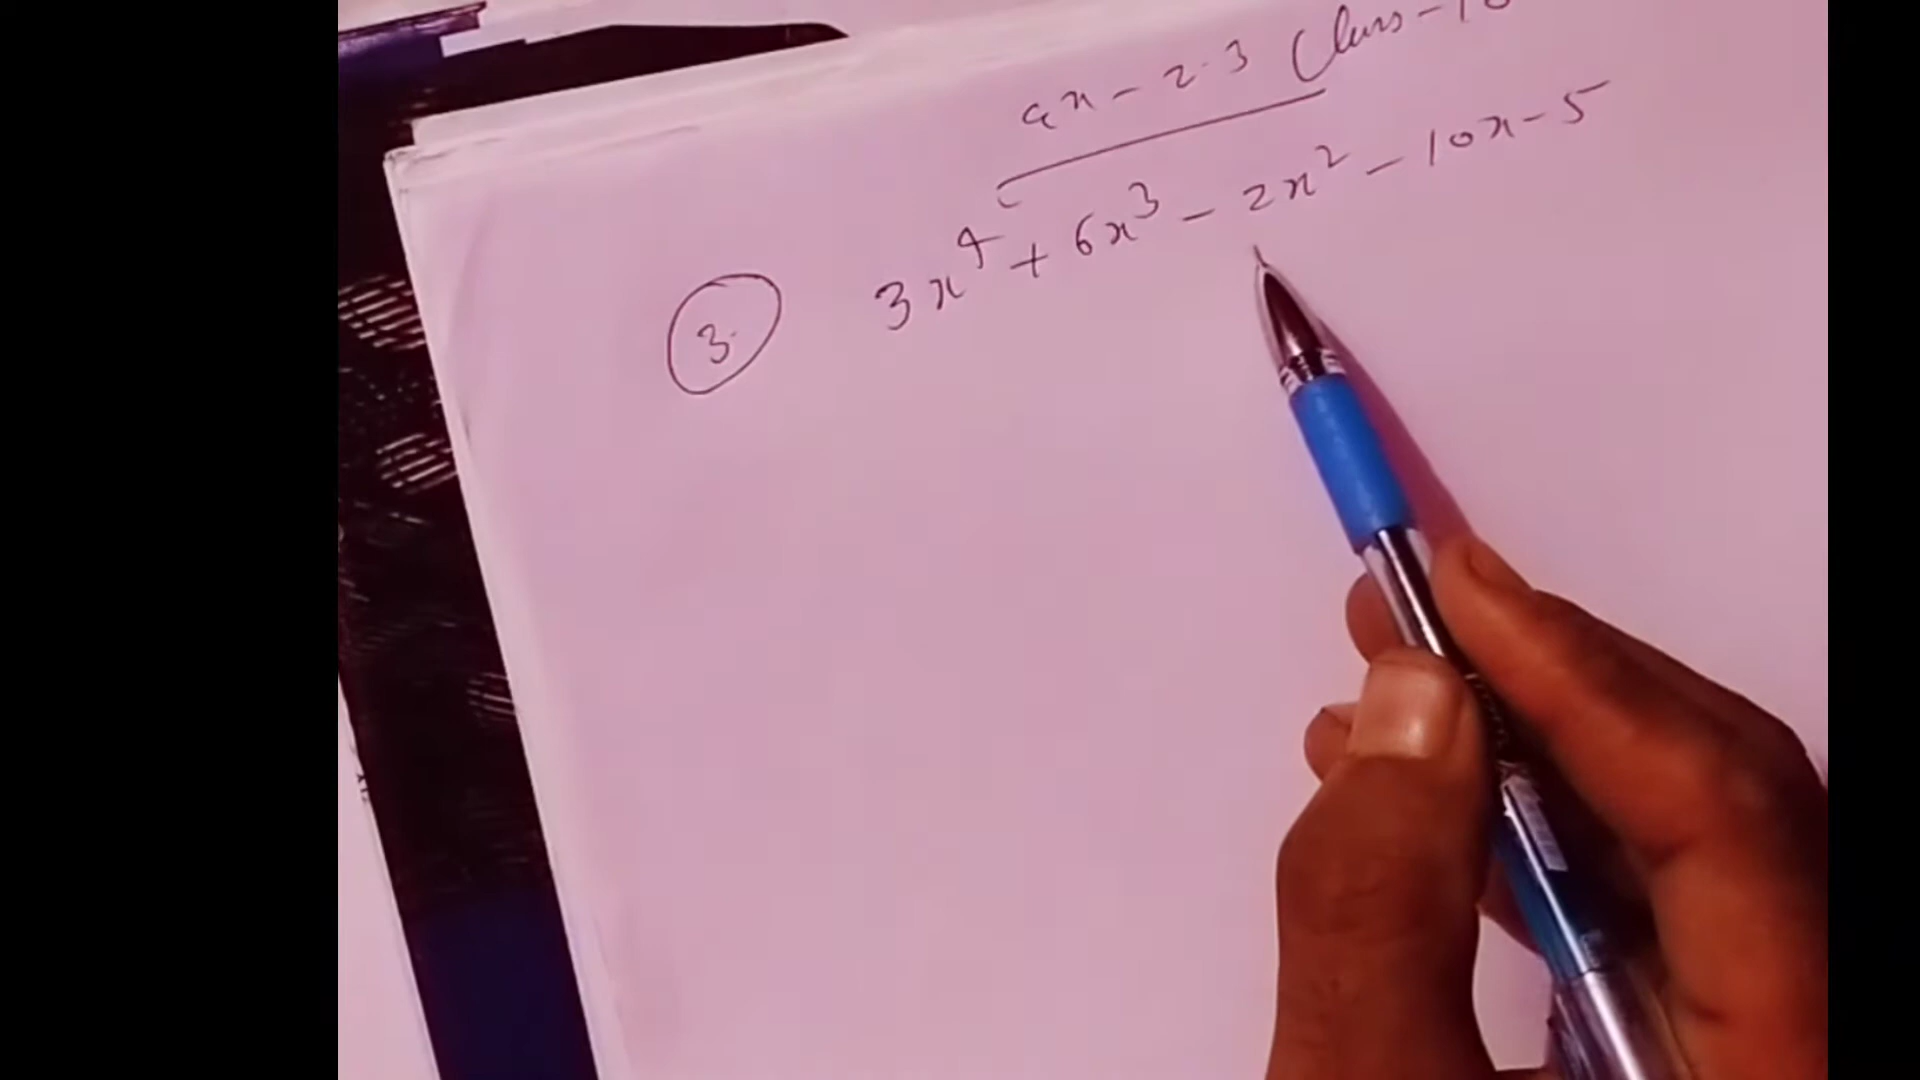 Ex - 2.3 Class - 10
3. 3x⁴ + 6x³ - 2x² - 10x - 5